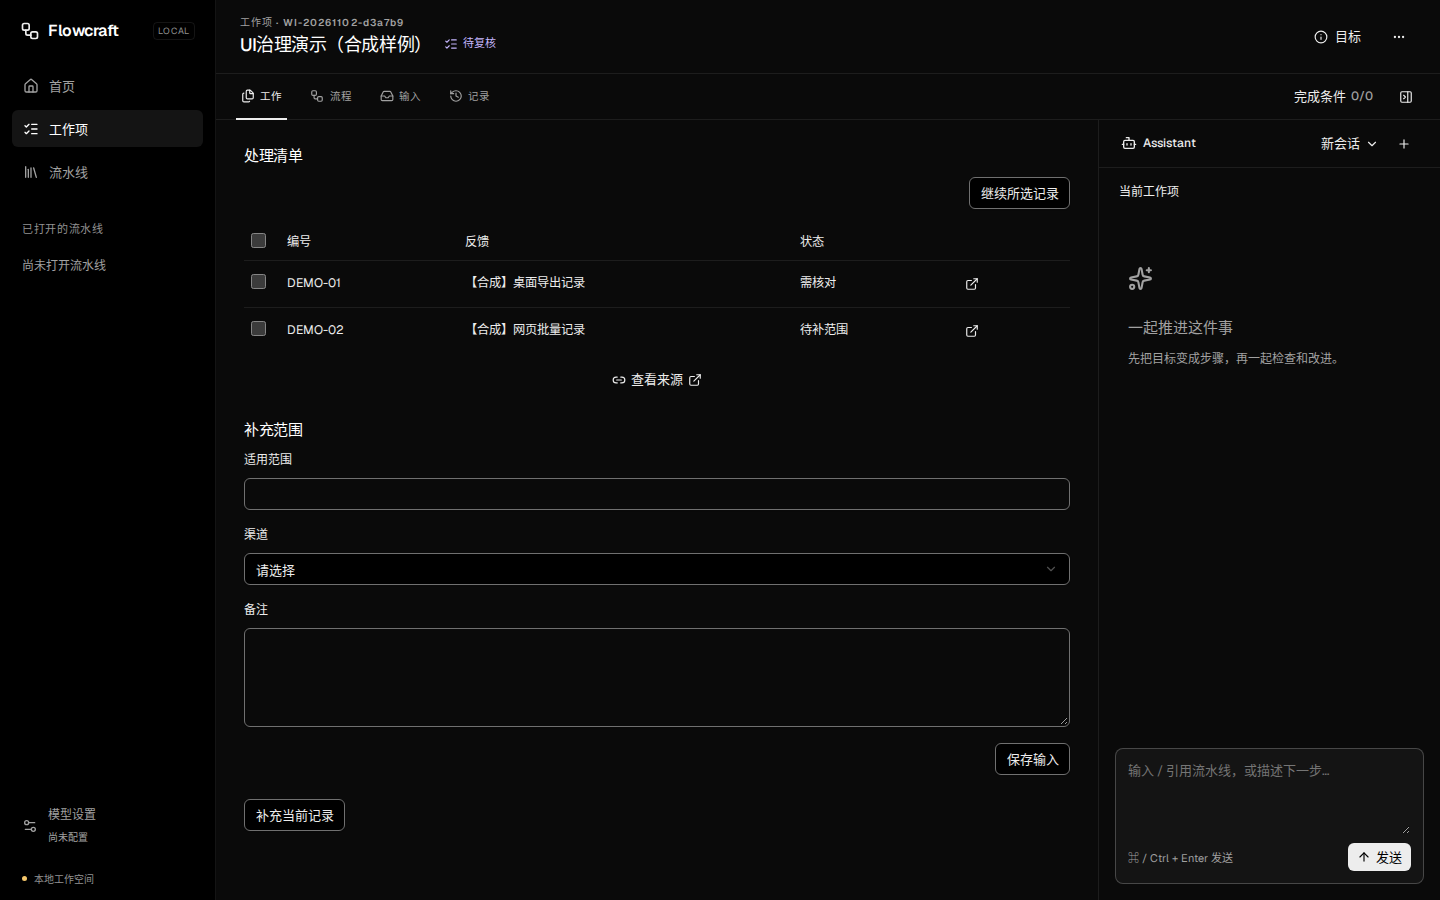 Flowcraft
LOCAL
首页
工作项
流水线
已打开的流水线
尚未打开流水线
模型设置
尚未配置
本地工作空间
工作项 · WI-20261102-d3a7b9
UI治理演示（合成样例）
待复核
目标
工作
流程
输入
记录
完成条件 0/0
处理清单
继续所选记录
编号 反馈 状态
DEMO-01 【合成】桌面导出记录 需核对
DEMO-02 【合成】网页批量记录 待补范围
查看来源
补充范围
适用范围
渠道
请选择
备注
保存输入
补充当前记录
Assistant
新会话
当前工作项
一起推进这件事
先把目标变成步骤，再一起检查和改进。
输入 / 引用流水线，或描述下一步...
⌘ / Ctrl + Enter 发送
发送